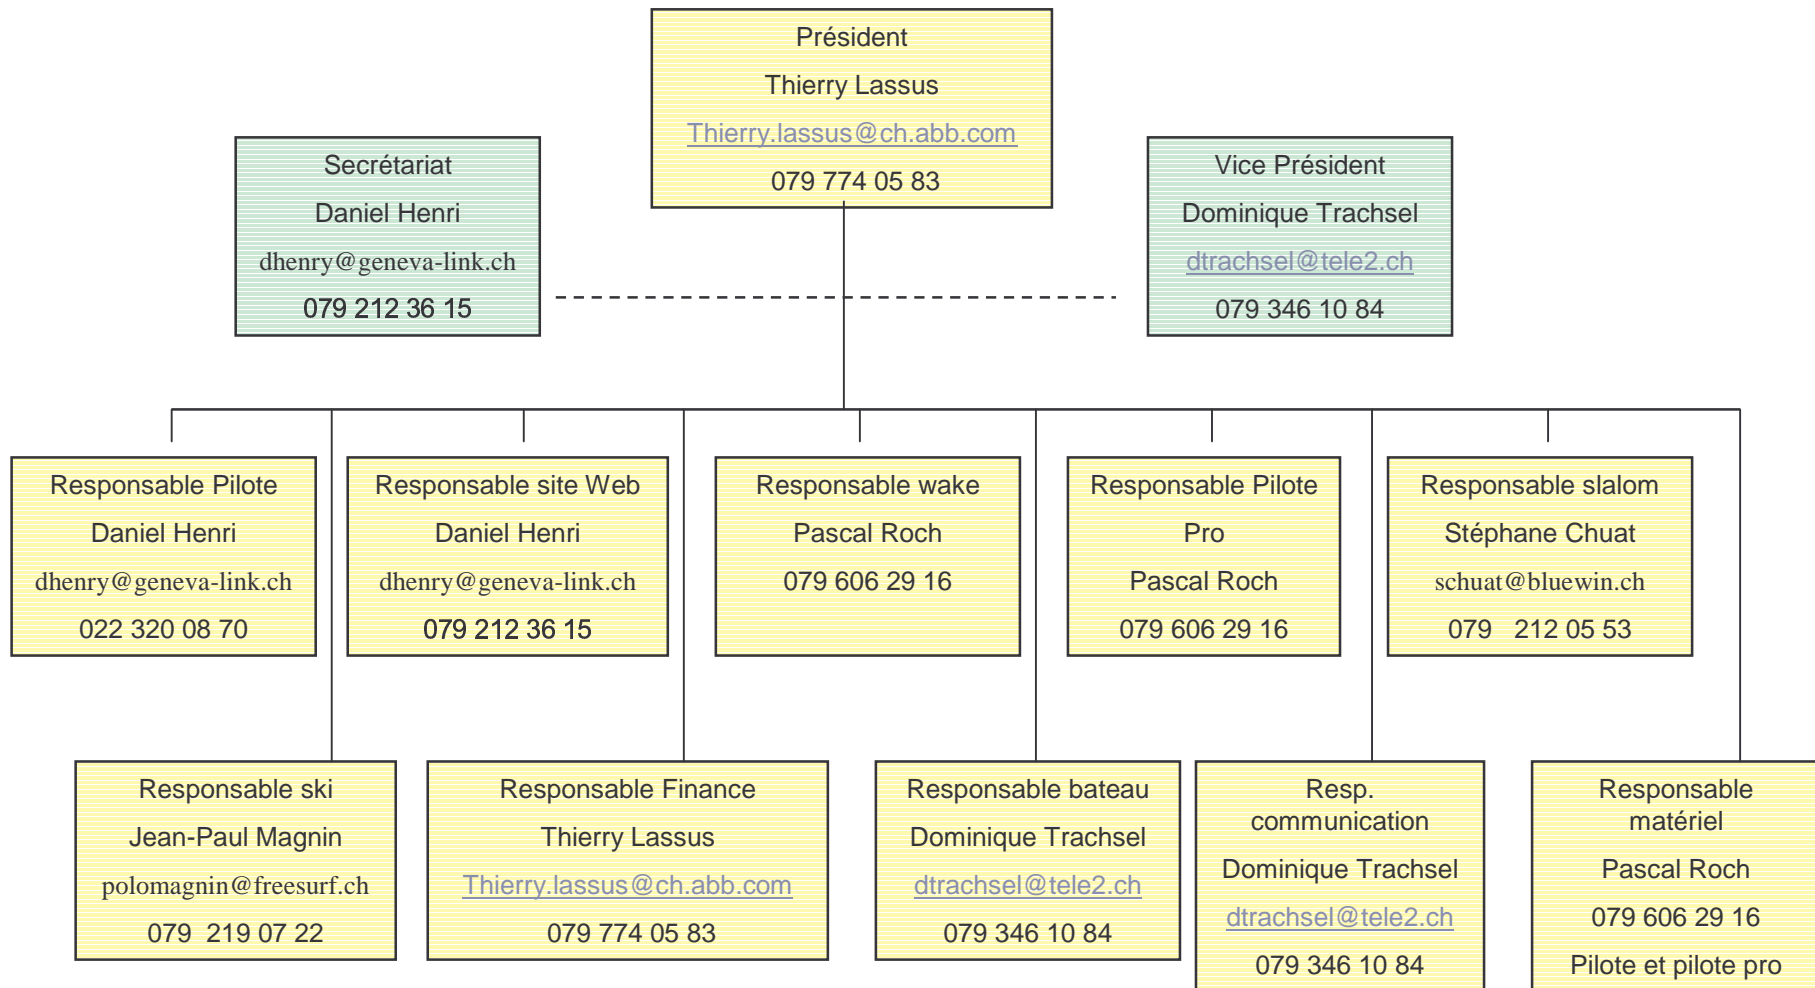 Président
Thierry Lassus
Thierry.lassus@ch.abb.com
079 774 05 83
Secrétariat
Daniel Henri
dhenry@geneva-link.ch
079 212 36 15
Vice Président
Dominique Trachsel
dtrachsel@tele2.ch
079 346 10 84
Responsable Pilote
Daniel Henri
dhenry@geneva-link.ch
022 320 08 70
Responsable site Web
Daniel Henri
dhenry@geneva-link.ch
079 212 36 15
Responsable wake
Pascal Roch
079 606 29 16
Responsable Pilote
Pro
Pascal Roch
079 606 29 16
Responsable slalom
Stéphane Chuat
schuat@bluewin.ch
079 212 05 53
Responsable ski
Jean-Paul Magnin
polomagnin@freesurf.ch
079 219 07 22
Responsable Finance
Thierry Lassus
Thierry.lassus@ch.abb.com
079 774 05 83
Responsable bateau
Dominique Trachsel
dtrachsel@tele2.ch
079 346 10 84
Resp.
communication
Dominique Trachsel
dtrachsel@tele2.ch
079 346 10 84
Responsable
matériel
Pascal Roch
079 606 29 16
Pilote et pilote pro